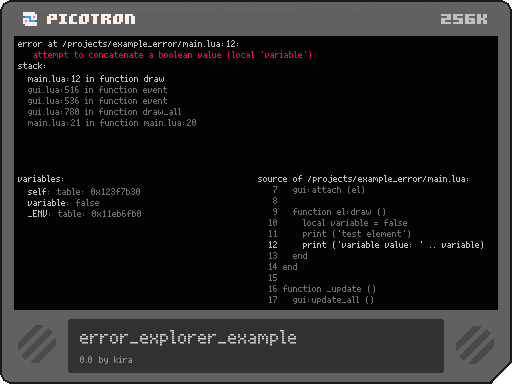 PICOTRON
256K
error at /projects/example_error/main.lua:12:
attempt to concatenate a boolean value (local 'variable')
stack:
main.lua:12 in function draw
gui.lua:516 in function event
gui.lua:536 in function event
gui.lua:780 in function draw_all
main.lua:21 in function main.lua:20
variables:
self: table: 0x123f7b30
variable: false
_ENV: table: 0x11eb6fb0
source of /projects/example_error/main.lua:
7 gui:attach (el)
8
9 function el:draw ()
10 local variable = false
11 print ('test element')
12 print ('variable value: ' .. variable)
13 end
14 end
15
16 function _update ()
17 gui:update_all ()
error_explorer_example
0.0 by kira